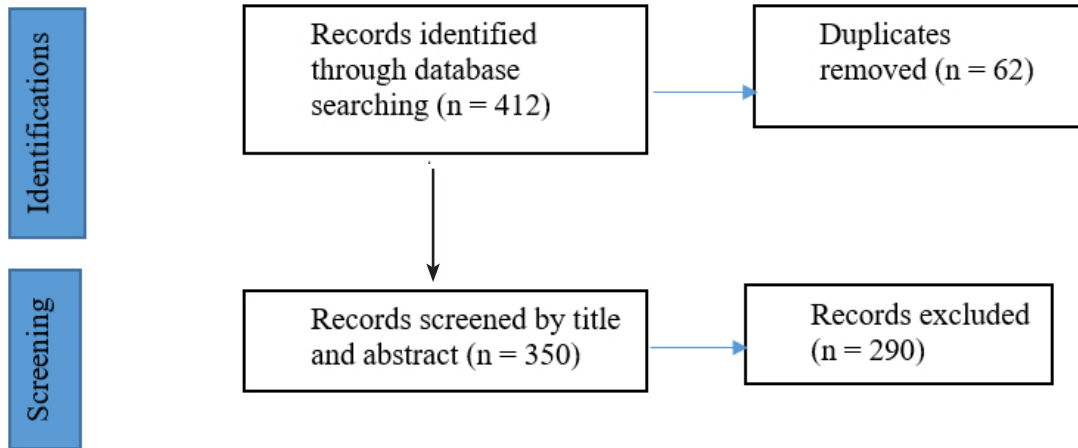 Identifications
Records identified
through database
searching (n = 412)
Duplicates
removed (n = 62)
Screening
Records screened by title
and abstract (n = 350)
Records excluded
(n = 290)